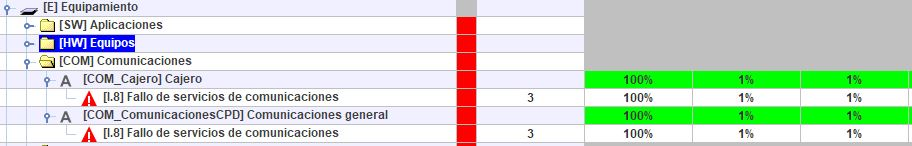 [E] Equipamiento
[SW] Aplicaciones
[HW] Equipos
[COM] Comunicaciones
A [COM_Cajero] Cajero 100% 1% 1%
[I.8] Fallo de servicios de comunicaciones 3 100% 1% 1%
A [COM_ComunicacionesCPD] Comunicaciones general 100% 1% 1%
[I.8] Fallo de servicios de comunicaciones 3 100% 1% 1%